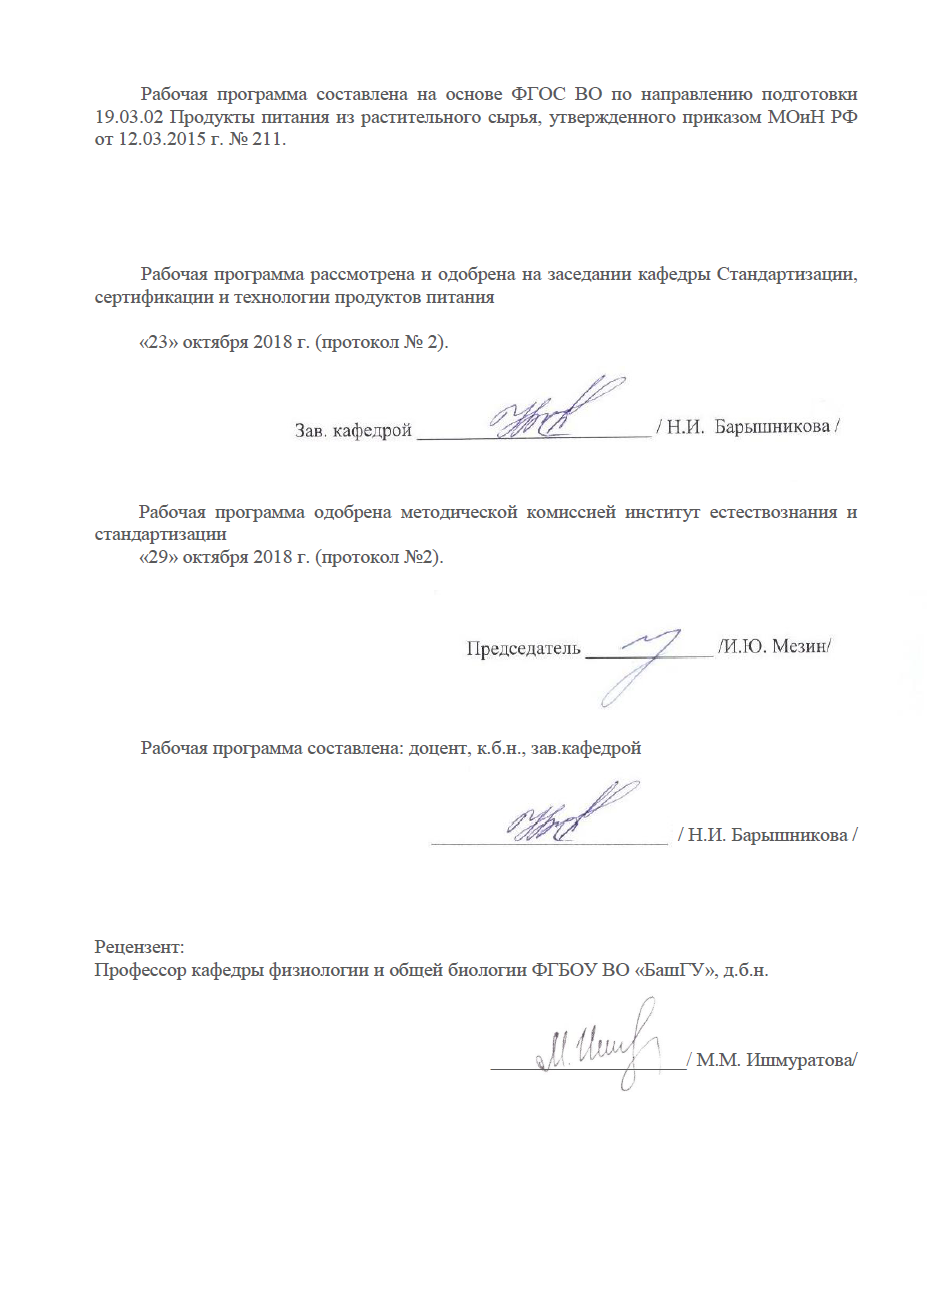 Рабочая программа составлена на основе ФГОС ВО по направлению подготовки
19.03.02 Продукты питания из растительного сырья, утвержденного приказом МОиН РФ
от 12.03.2015 г. № 211.
Рабочая программа рассмотрена и одобрена на заседании кафедры Стандартизации,
сертификации и технологии продуктов питания
«23» октября 2018 г. (протокол № 2).
Зав. кафедрой ________________________ / Н.И. Барышникова /
Рабочая программа одобрена методической комиссией институт естествознания и
стандартизации
«29» октября 2018 г. (протокол №2).
Председатель _____________ /И.Ю. Мезин/
Рабочая программа составлена: доцент, к.б.н., зав.кафедрой
________________________ / Н.И. Барышникова /
Рецензент:
Профессор кафедры физиологии и общей биологии ФГБОУ ВО «БашГУ», д.б.н.
____________________/ М.М. Ишмуратова/